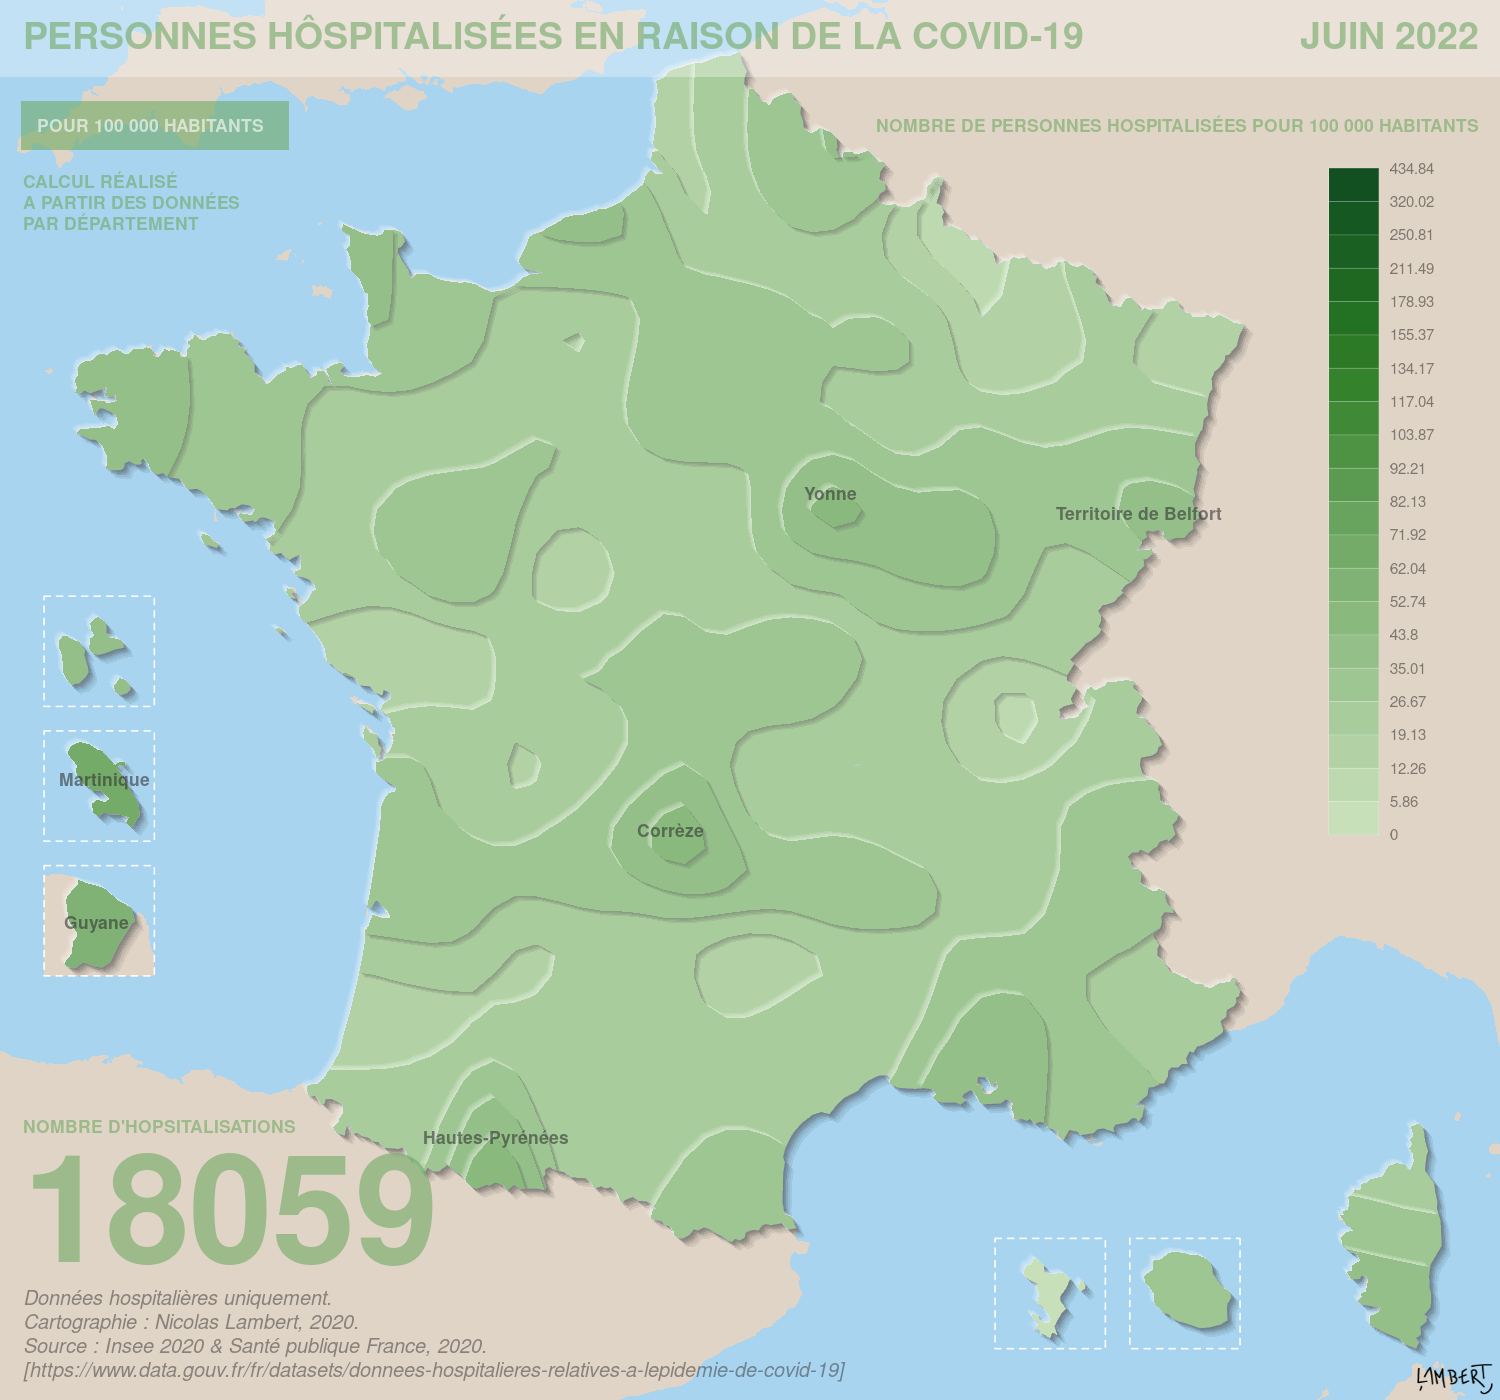 PERSONNES HÔSPITALISÉES EN RAISON DE LA COVID-19
JUIN 2022
POUR 100 000 HABITANTS
NOMBRE DE PERSONNES HOSPITALISÉES POUR 100 000 HABITANTS
CALCUL RÉALISÉ
A PARTIR DES DONNÉES
PAR DÉPARTEMENT
434.84
320.02
250.81
211.49
178.93
155.37
134.17
117.04
103.87
92.21
82.13
71.92
62.04
52.74
43.8
35.01
26.67
19.13
12.26
5.86
0
Yonne
Territoire de Belfort
Martinique
Corrèze
Guyane
Hautes-Pyrénées
NOMBRE D'HOPSITALISATIONS
18059
Données hospitalières uniquement.
Cartographie : Nicolas Lambert, 2020.
Source : Insee 2020 & Santé publique France, 2020.
[https://www.data.gouv.fr/fr/datasets/donnees-hospitalieres-relatives-a-lepidemie-de-covid-19]
LAMBERT